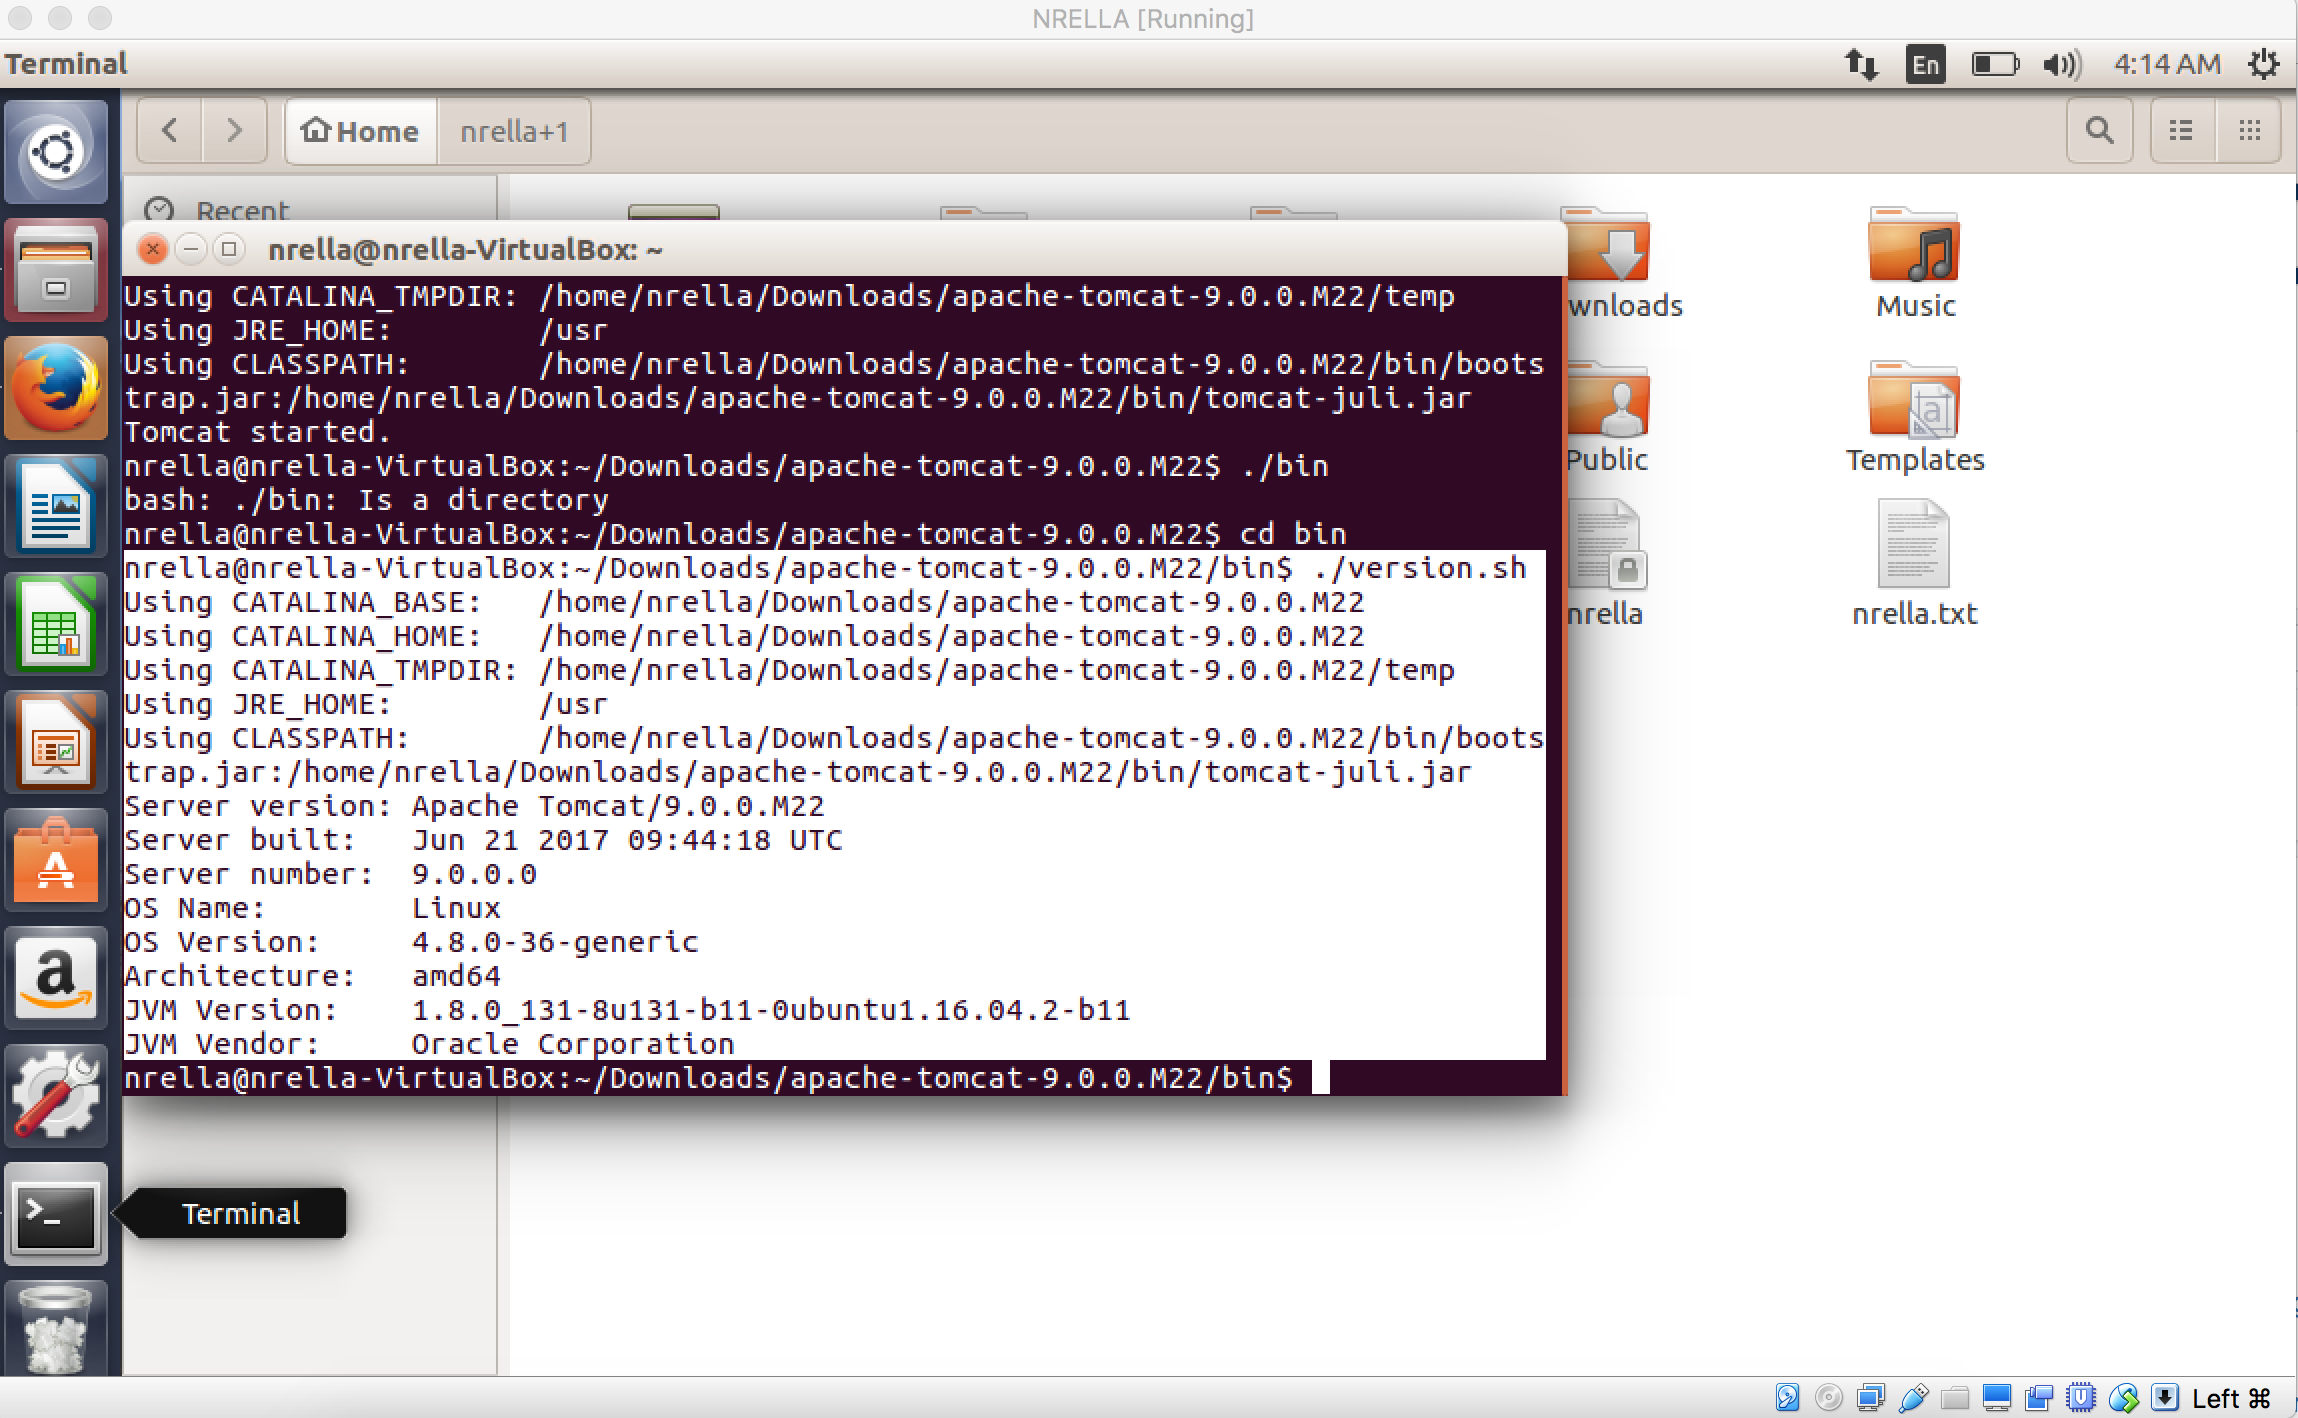 NRELLA [Running]
Terminal
En
4:14 AM
Home
nrella+1
Recent
nrella@nrella-VirtualBox: ~
Using CATALINA_TMPDIR: /home/nrella/Downloads/apache-tomcat-9.0.0.M22/temp
Using JRE_HOME:        /usr
Using CLASSPATH:       /home/nrella/Downloads/apache-tomcat-9.0.0.M22/bin/boots
trap.jar:/home/nrella/Downloads/apache-tomcat-9.0.0.M22/bin/tomcat-juli.jar
Tomcat started.
nrella@nrella-VirtualBox:~/Downloads/apache-tomcat-9.0.0.M22$ ./bin
bash: ./bin: Is a directory
nrella@nrella-VirtualBox:~/Downloads/apache-tomcat-9.0.0.M22$ cd bin
nrella@nrella-VirtualBox:~/Downloads/apache-tomcat-9.0.0.M22/bin$ ./version.sh
Using CATALINA_BASE:   /home/nrella/Downloads/apache-tomcat-9.0.0.M22
Using CATALINA_HOME:   /home/nrella/Downloads/apache-tomcat-9.0.0.M22
Using CATALINA_TMPDIR: /home/nrella/Downloads/apache-tomcat-9.0.0.M22/temp
Using JRE_HOME:        /usr
Using CLASSPATH:       /home/nrella/Downloads/apache-tomcat-9.0.0.M22/bin/boots
trap.jar:/home/nrella/Downloads/apache-tomcat-9.0.0.M22/bin/tomcat-juli.jar
Server version: Apache Tomcat/9.0.0.M22
Server built:   Jun 21 2017 09:44:18 UTC
Server number:  9.0.0.0
OS Name:        Linux
OS Version:     4.8.0-36-generic
Architecture:   amd64
JVM Version:    1.8.0_131-8u131-b11-0ubuntu1.16.04.2-b11
JVM Vendor:     Oracle Corporation
nrella@nrella-VirtualBox:~/Downloads/apache-tomcat-9.0.0.M22/bin$
wnloads
Music
Public
Templates
nrella
nrella.txt
Terminal
Left ⌘